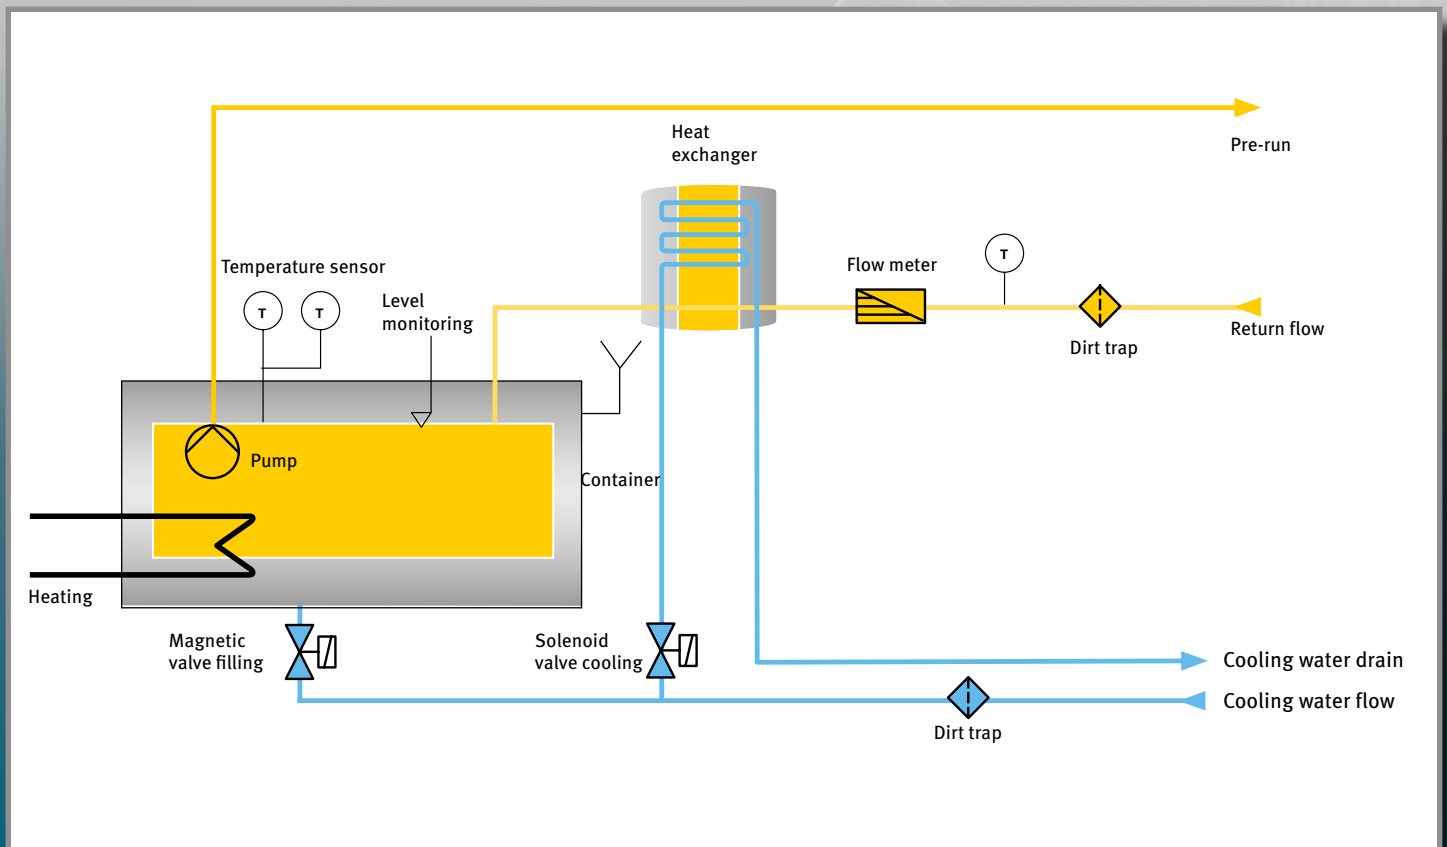 Heat
exchanger
Pre-run
Temperature sensor
T
T
Level
monitoring
Flow meter
T
Return flow
Dirt trap
Pump
Container
Heating
Magnetic
valve filling
Solenoid
valve cooling
Cooling water drain
Cooling water flow
Dirt trap